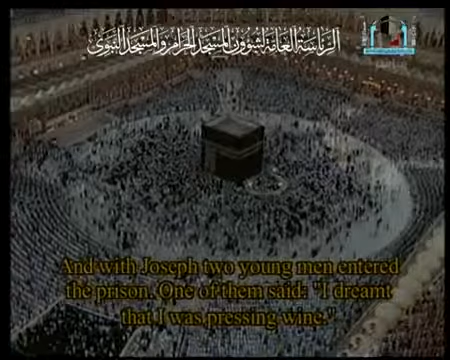 الرئاسة العامة لشؤون المسجد الحرام والمسجد النبوي
And with Joseph two young men entered
the prison. One of them said: "I dreamt
that I was pressing wine."